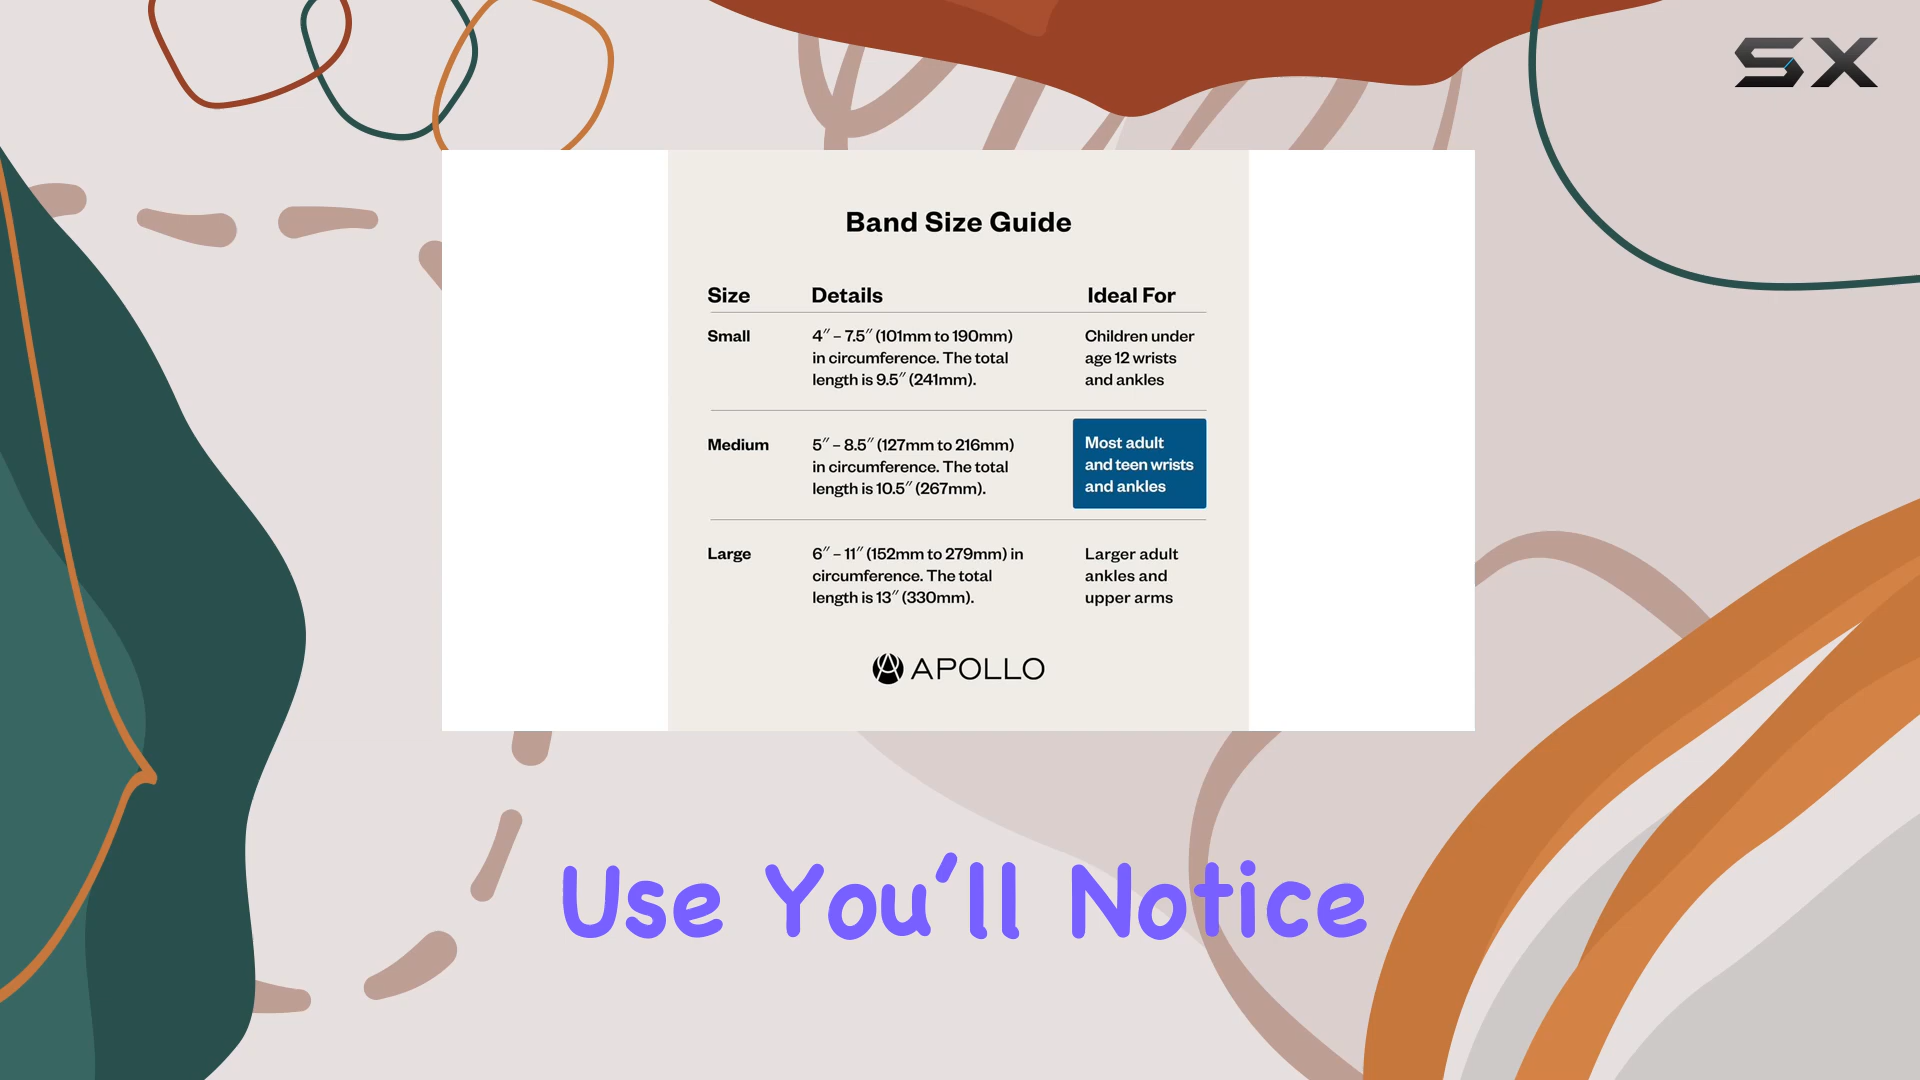 SX
Band Size Guide
Size Details Ideal For
Small 4″ – 7.5″ (101mm to 190mm) Children under
in circumference. The total age 12 wrists
length is 9.5″ (241mm). and ankles
Medium 5″ – 8.5″ (127mm to 216mm) Most adult
in circumference. The total and teen wrists
length is 10.5″ (267mm). and ankles
Large 6″ – 11″ (152mm to 279mm) in Larger adult
circumference. The total ankles and
length is 13″ (330mm). upper arms
APOLLO
Use You'll Notice